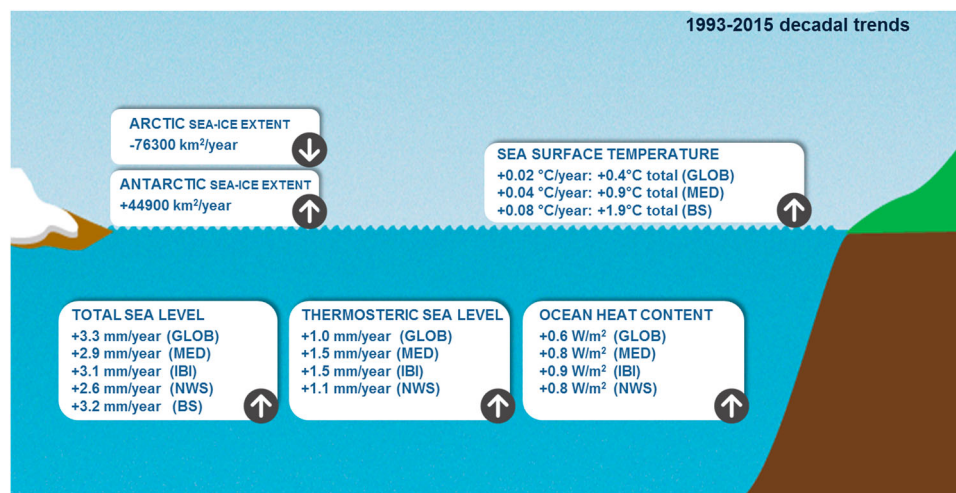 1993-2015 decadal trends
ARCTIC SEA-ICE EXTENT
-76300 km²/year
ANTARCTIC SEA-ICE EXTENT
+44900 km²/year
SEA SURFACE TEMPERATURE
+0.02 °C/year: +0.4°C total (GLOB)
+0.04 °C/year: +0.9°C total (MED)
+0.08 °C/year: +1.9°C total (BS)
TOTAL SEA LEVEL
+3.3 mm/year (GLOB)
+2.9 mm/year (MED)
+3.1 mm/year (IBI)
+2.6 mm/year (NWS)
+3.2 mm/year (BS)
THERMOSTERIC SEA LEVEL
+1.0 mm/year (GLOB)
+1.5 mm/year (MED)
+1.5 mm/year (IBI)
+1.1 mm/year (NWS)
OCEAN HEAT CONTENT
+0.6 W/m² (GLOB)
+0.8 W/m² (MED)
+0.9 W/m² (IBI)
+0.8 W/m² (NWS)